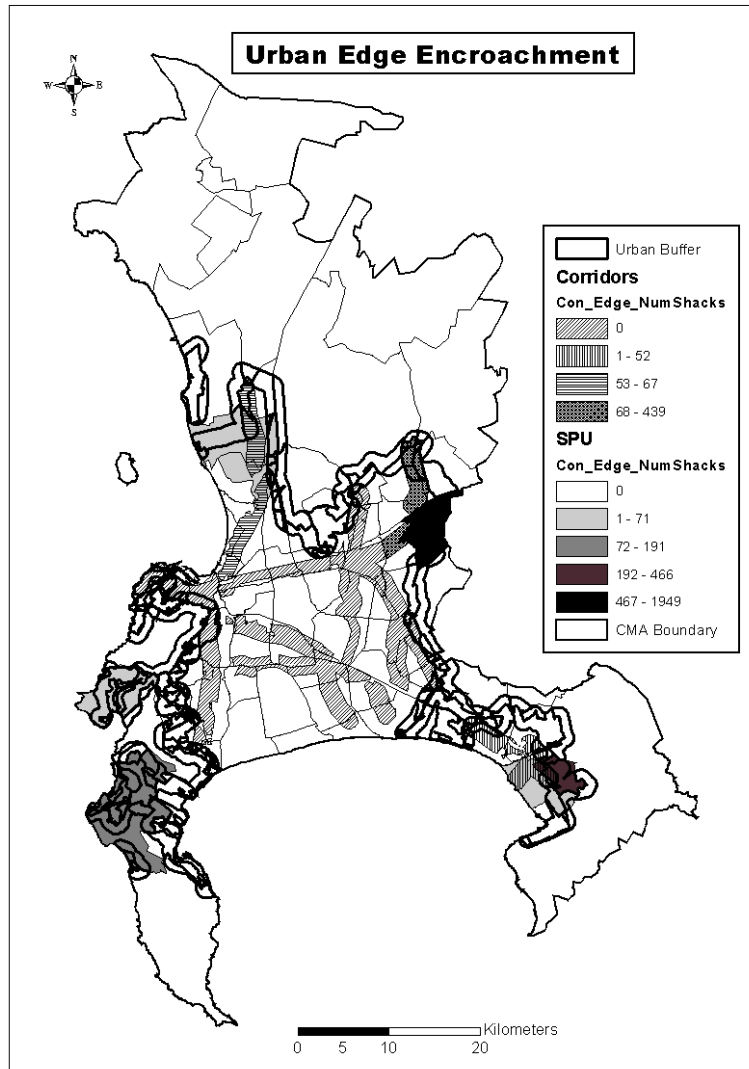 Urban Edge Encroachment
N
W E
S
Urban Buffer
Corridors
Con_Edge_NumShacks
0
1 - 52
53 - 67
68 - 439
SPU
Con_Edge_NumShacks
0
1 - 71
72 - 191
192 - 466
467 - 1949
CMA Boundary
Kilometers
0 5 10 20